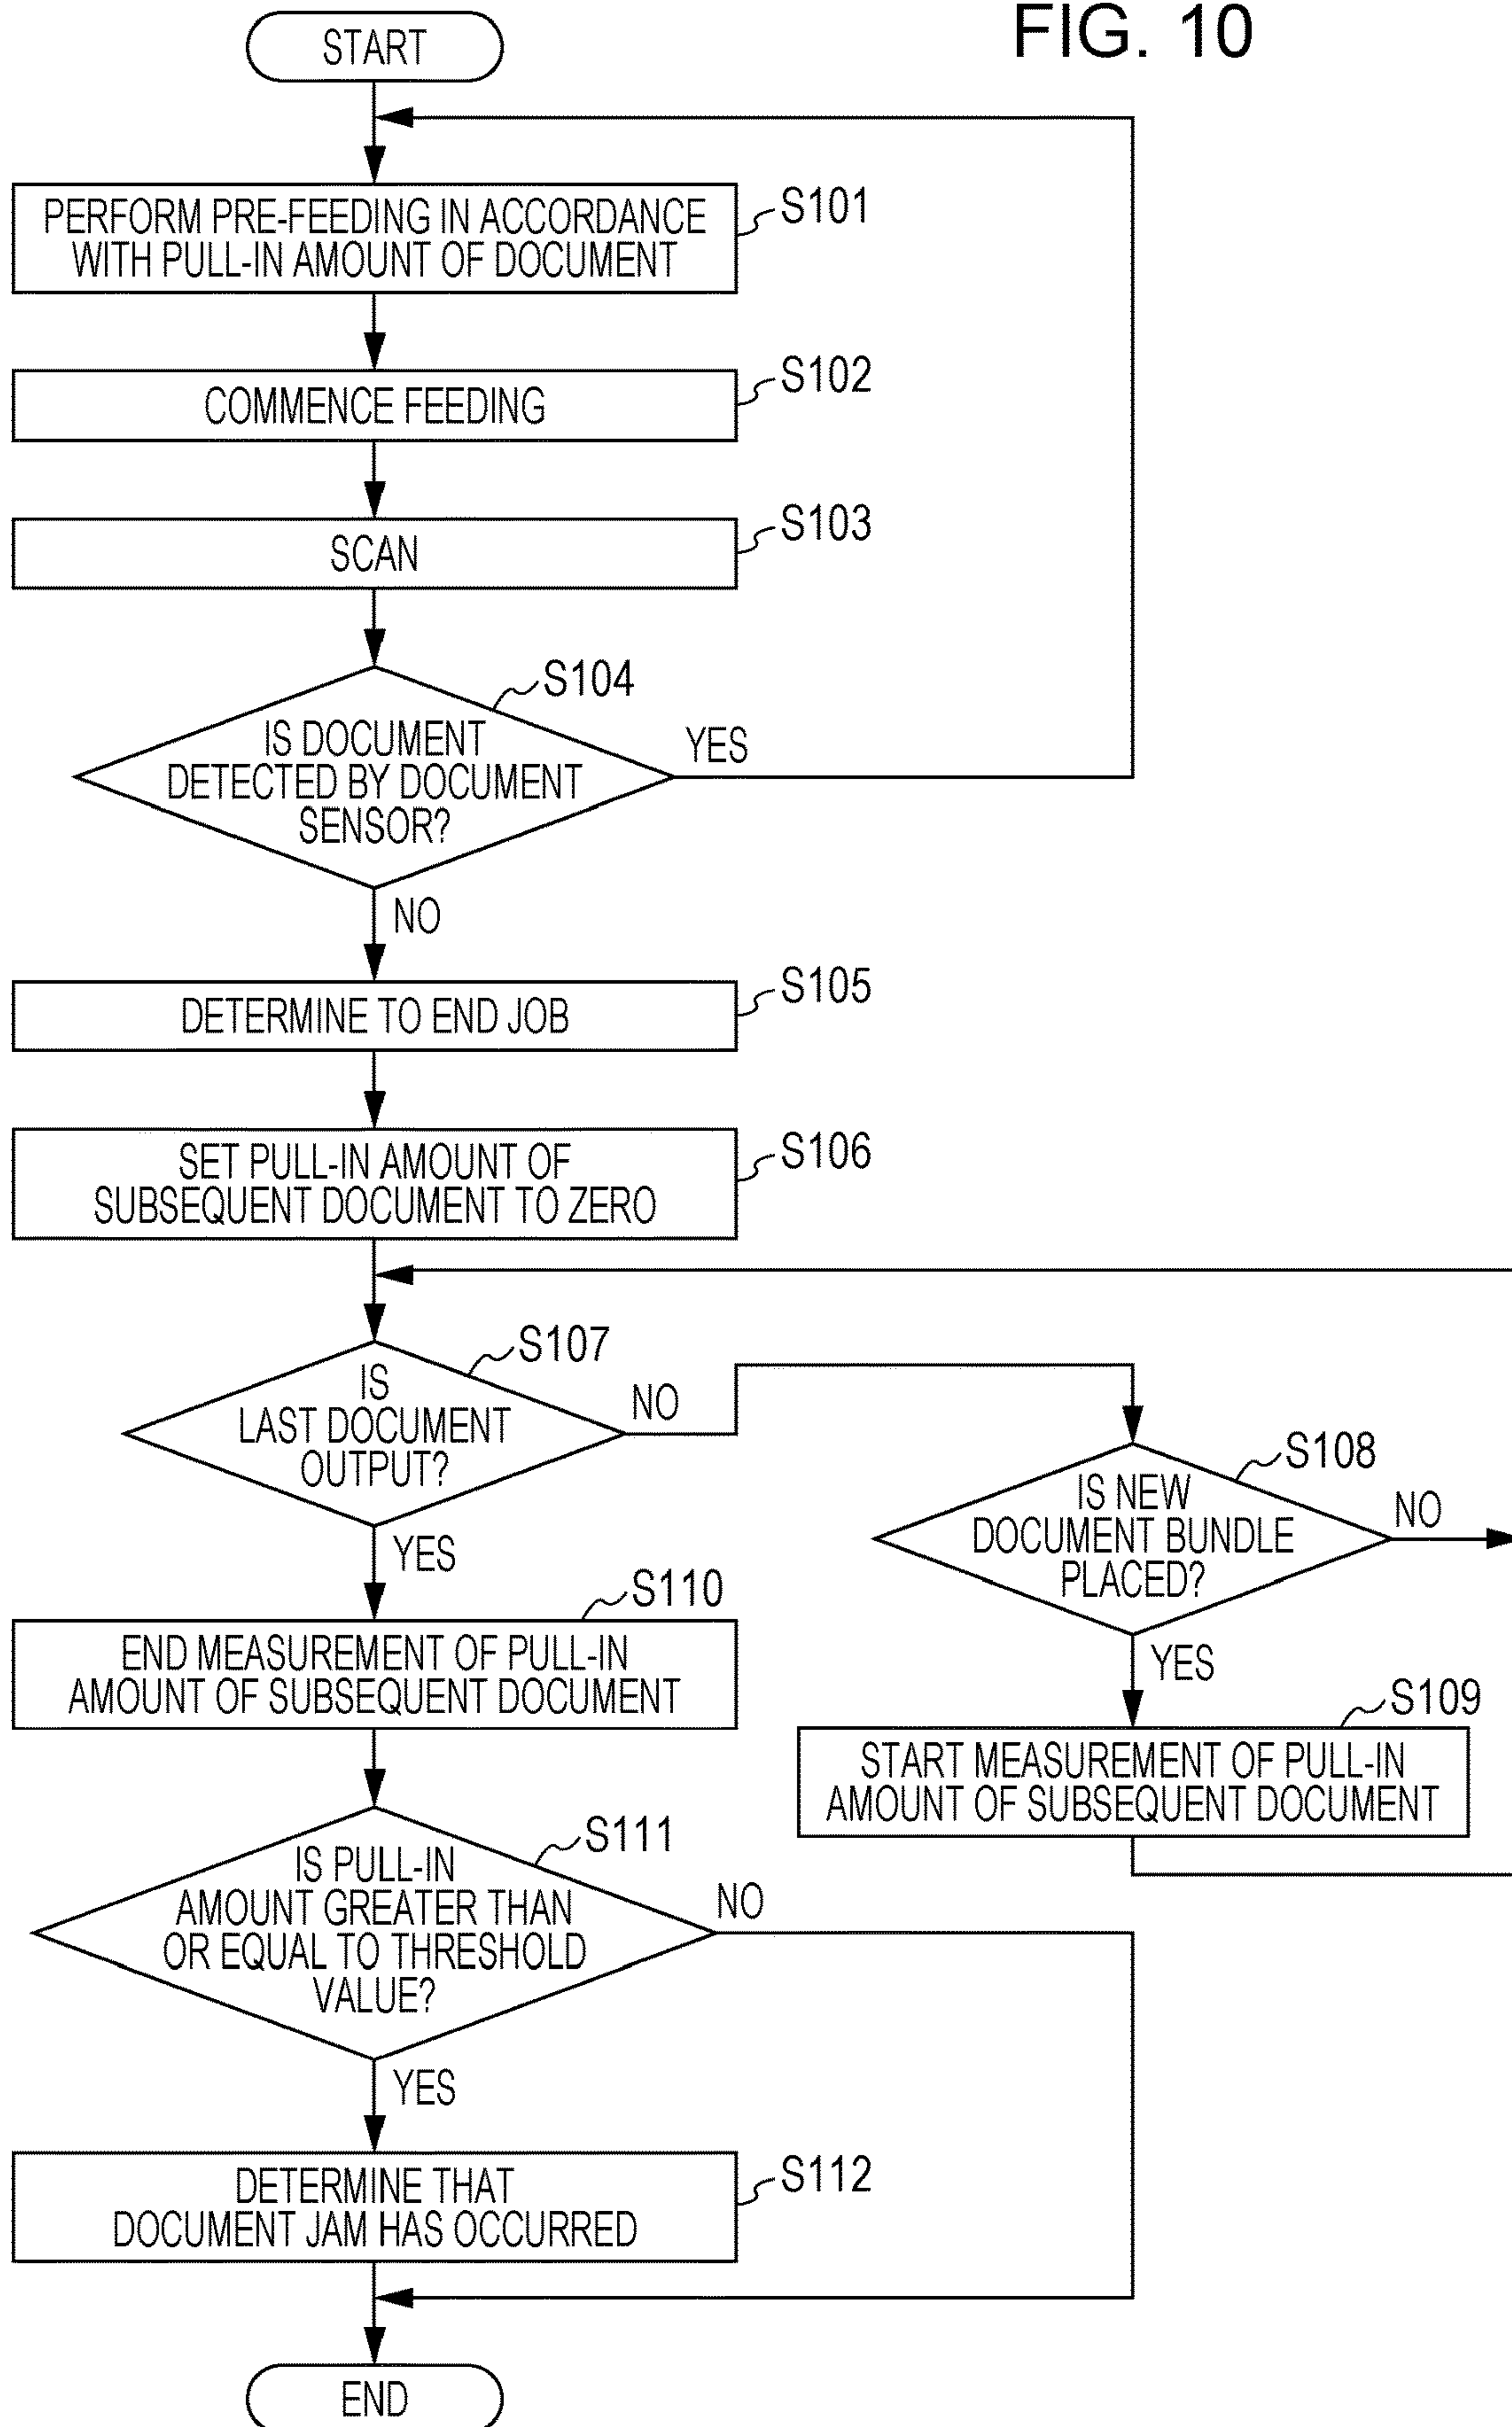 FIG. 10
START
PERFORM PRE-FEEDING IN ACCORDANCE
WITH PULL-IN AMOUNT OF DOCUMENT
S101
COMMENCE FEEDING
S102
SCAN
S103
IS DOCUMENT
DETECTED BY DOCUMENT
SENSOR?
S104
YES
NO
DETERMINE TO END JOB
S105
SET PULL-IN AMOUNT OF
SUBSEQUENT DOCUMENT TO ZERO
S106
IS
LAST DOCUMENT
OUTPUT?
S107
NO
YES
IS NEW
DOCUMENT BUNDLE
PLACED?
S108
NO
YES
START MEASUREMENT OF PULL-IN
AMOUNT OF SUBSEQUENT DOCUMENT
S109
END MEASUREMENT OF PULL-IN
AMOUNT OF SUBSEQUENT DOCUMENT
S110
IS PULL-IN
AMOUNT GREATER THAN
OR EQUAL TO THRESHOLD
VALUE?
S111
NO
YES
DETERMINE THAT
DOCUMENT JAM HAS OCCURRED
S112
END